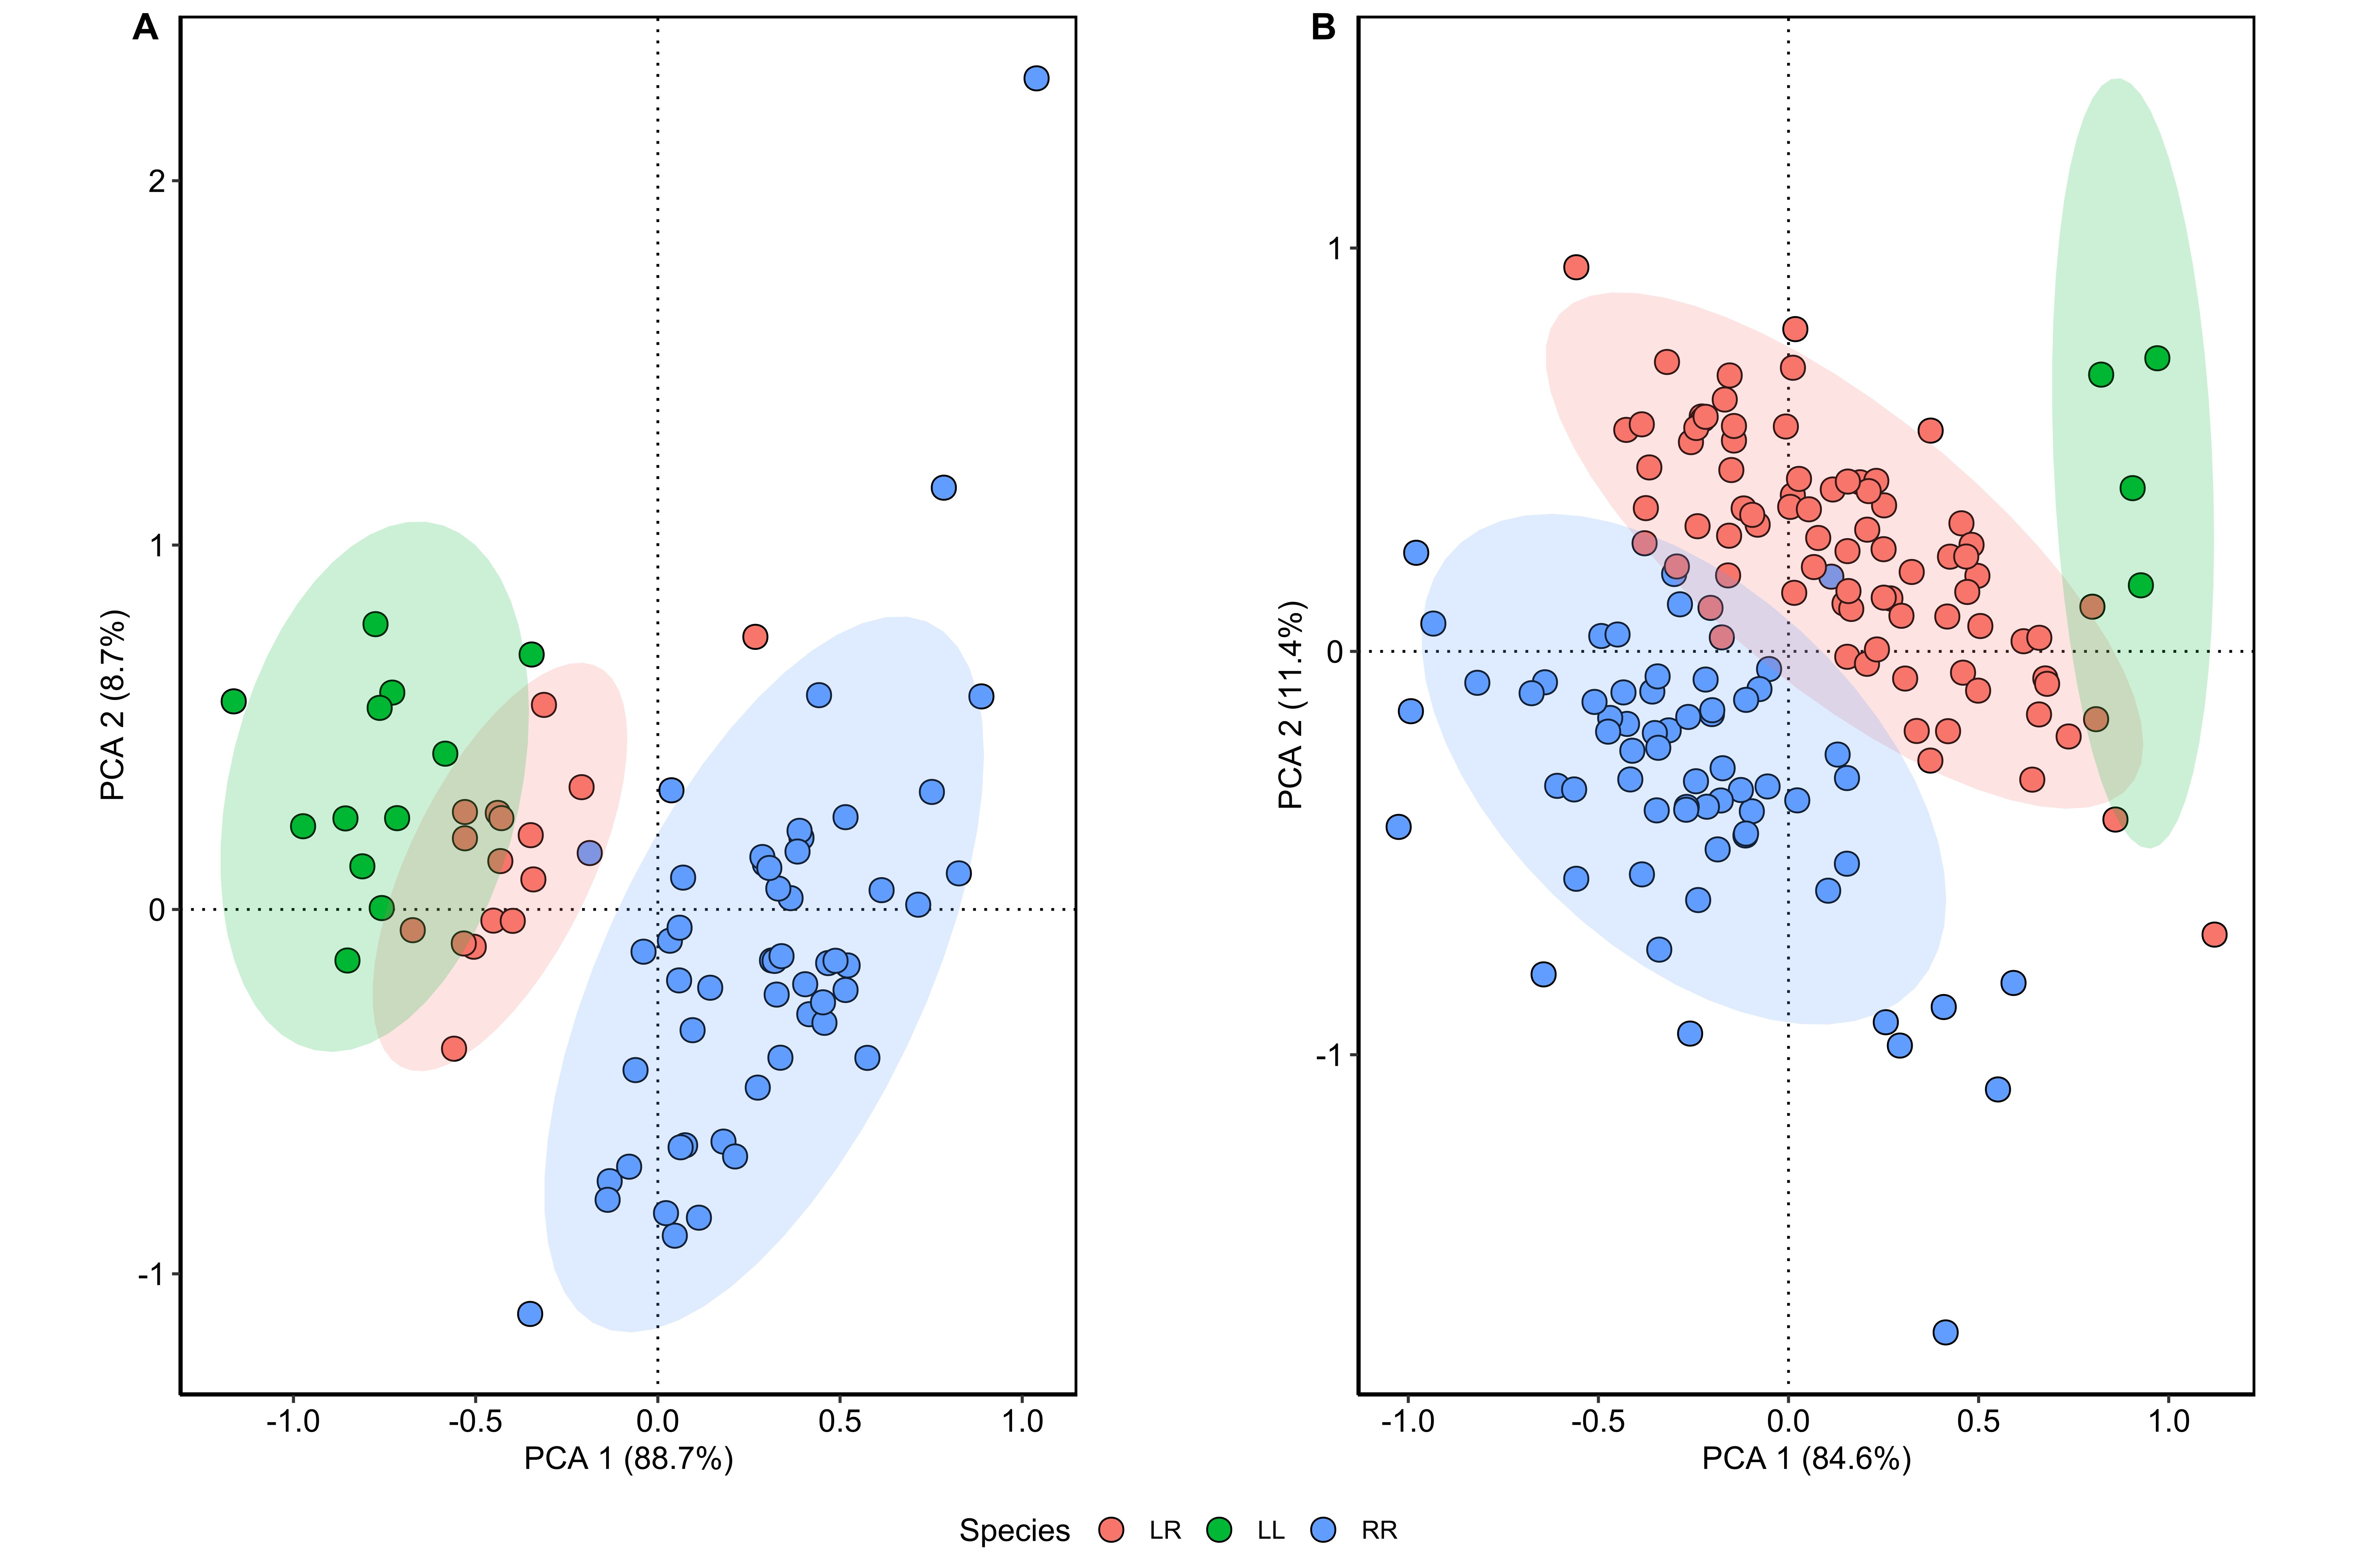 A
B
2
1
0
-1
PCA 2 (8.7%)
-1.0 -0.5 0.0 0.5 1.0
PCA 1 (88.7%)
1
0
-1
PCA 2 (11.4%)
-1.0 -0.5 0.0 0.5 1.0
PCA 1 (84.6%)
Species LR LL RR